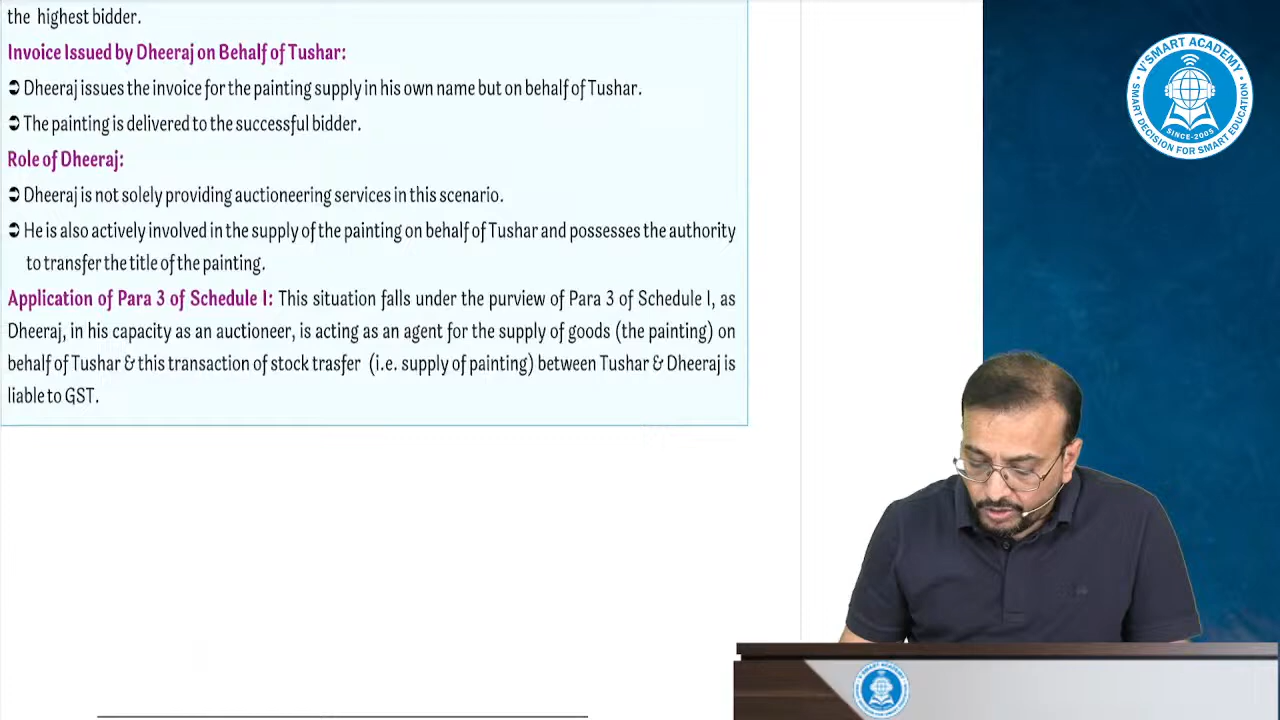 the highest bidder.
Invoice Issued by Dheeraj on Behalf of Tushar:
➲ Dheeraj issues the invoice for the painting supply in his own name but on behalf of Tushar.
➲ The painting is delivered to the successful bidder.
Role of Dheeraj:
➲ Dheeraj is not solely providing auctioneering services in this scenario.
➲ He is also actively involved in the supply of the painting on behalf of Tushar and possesses the authority
to transfer the title of the painting.
Application of Para 3 of Schedule I: This situation falls under the purview of Para 3 of Schedule I, as
Dheeraj, in his capacity as an auctioneer, is acting as an agent for the supply of goods (the painting) on
behalf of Tushar & this transaction of stock trasfer (i.e. supply of painting) between Tushar & Dheeraj is
liable to GST.
V'SMART ACADEMY
SINCE-2005
SMART DECISION FOR SMART EDUCATION